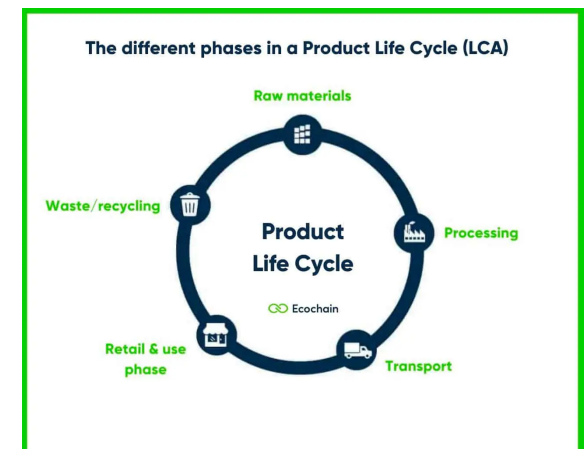 The different phases in a Product Life Cycle (LCA)
Raw materials
Waste/recycling
Product
Life Cycle
Processing
Ecochain
Retail & use
phase
Transport